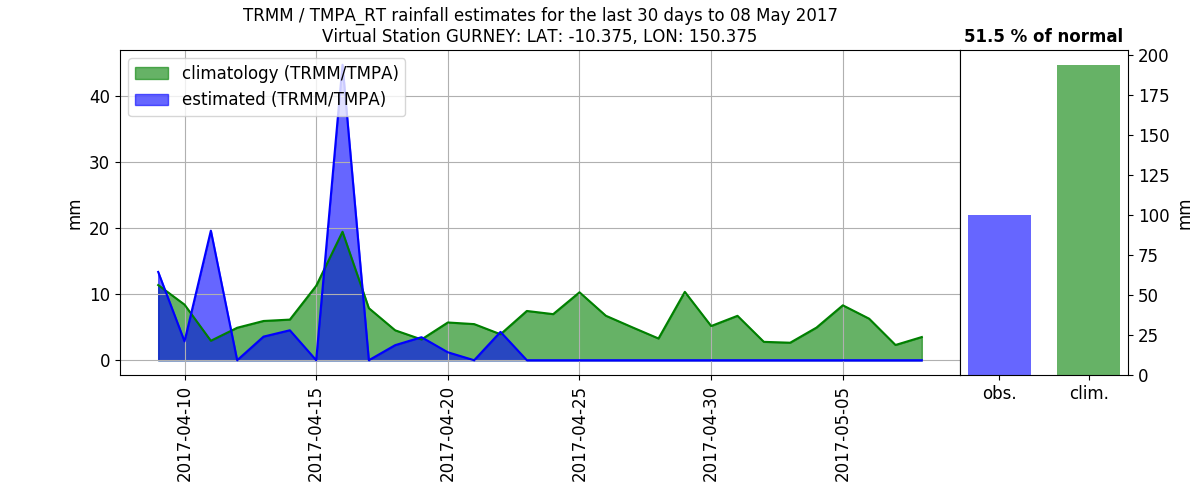 TRMM / TMPA_RT rainfall estimates for the last 30 days to 08 May 2017
Virtual Station GURNEY: LAT: -10.375, LON: 150.375
51.5 % of normal
climatology (TRMM/TMPA)
estimated (TRMM/TMPA)
mm
40
30
20
10
0
2017-04-10
2017-04-15
2017-04-20
2017-04-25
2017-04-30
2017-05-05
200
175
150
125
100
75
50
25
0
mm
obs.
clim.